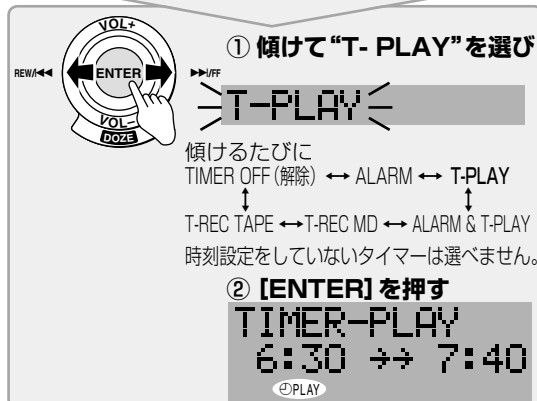 ① 傾けて“T- PLAY”を選び
VOL+
REW/⏮ ENTER ⏭/FF
VOL−
DOZE
T-PLAY
傾けるたびに
TIMER OFF(解除) ↔ ALARM ↔ T-PLAY
↕ ↕
T-REC TAPE ↔ T-REC MD ↔ ALARM & T-PLAY
時刻設定をしていないタイマーは選べません。
② [ENTER] を押す
TIMER-PLAY
6:30 →→ 7:40
PLAY